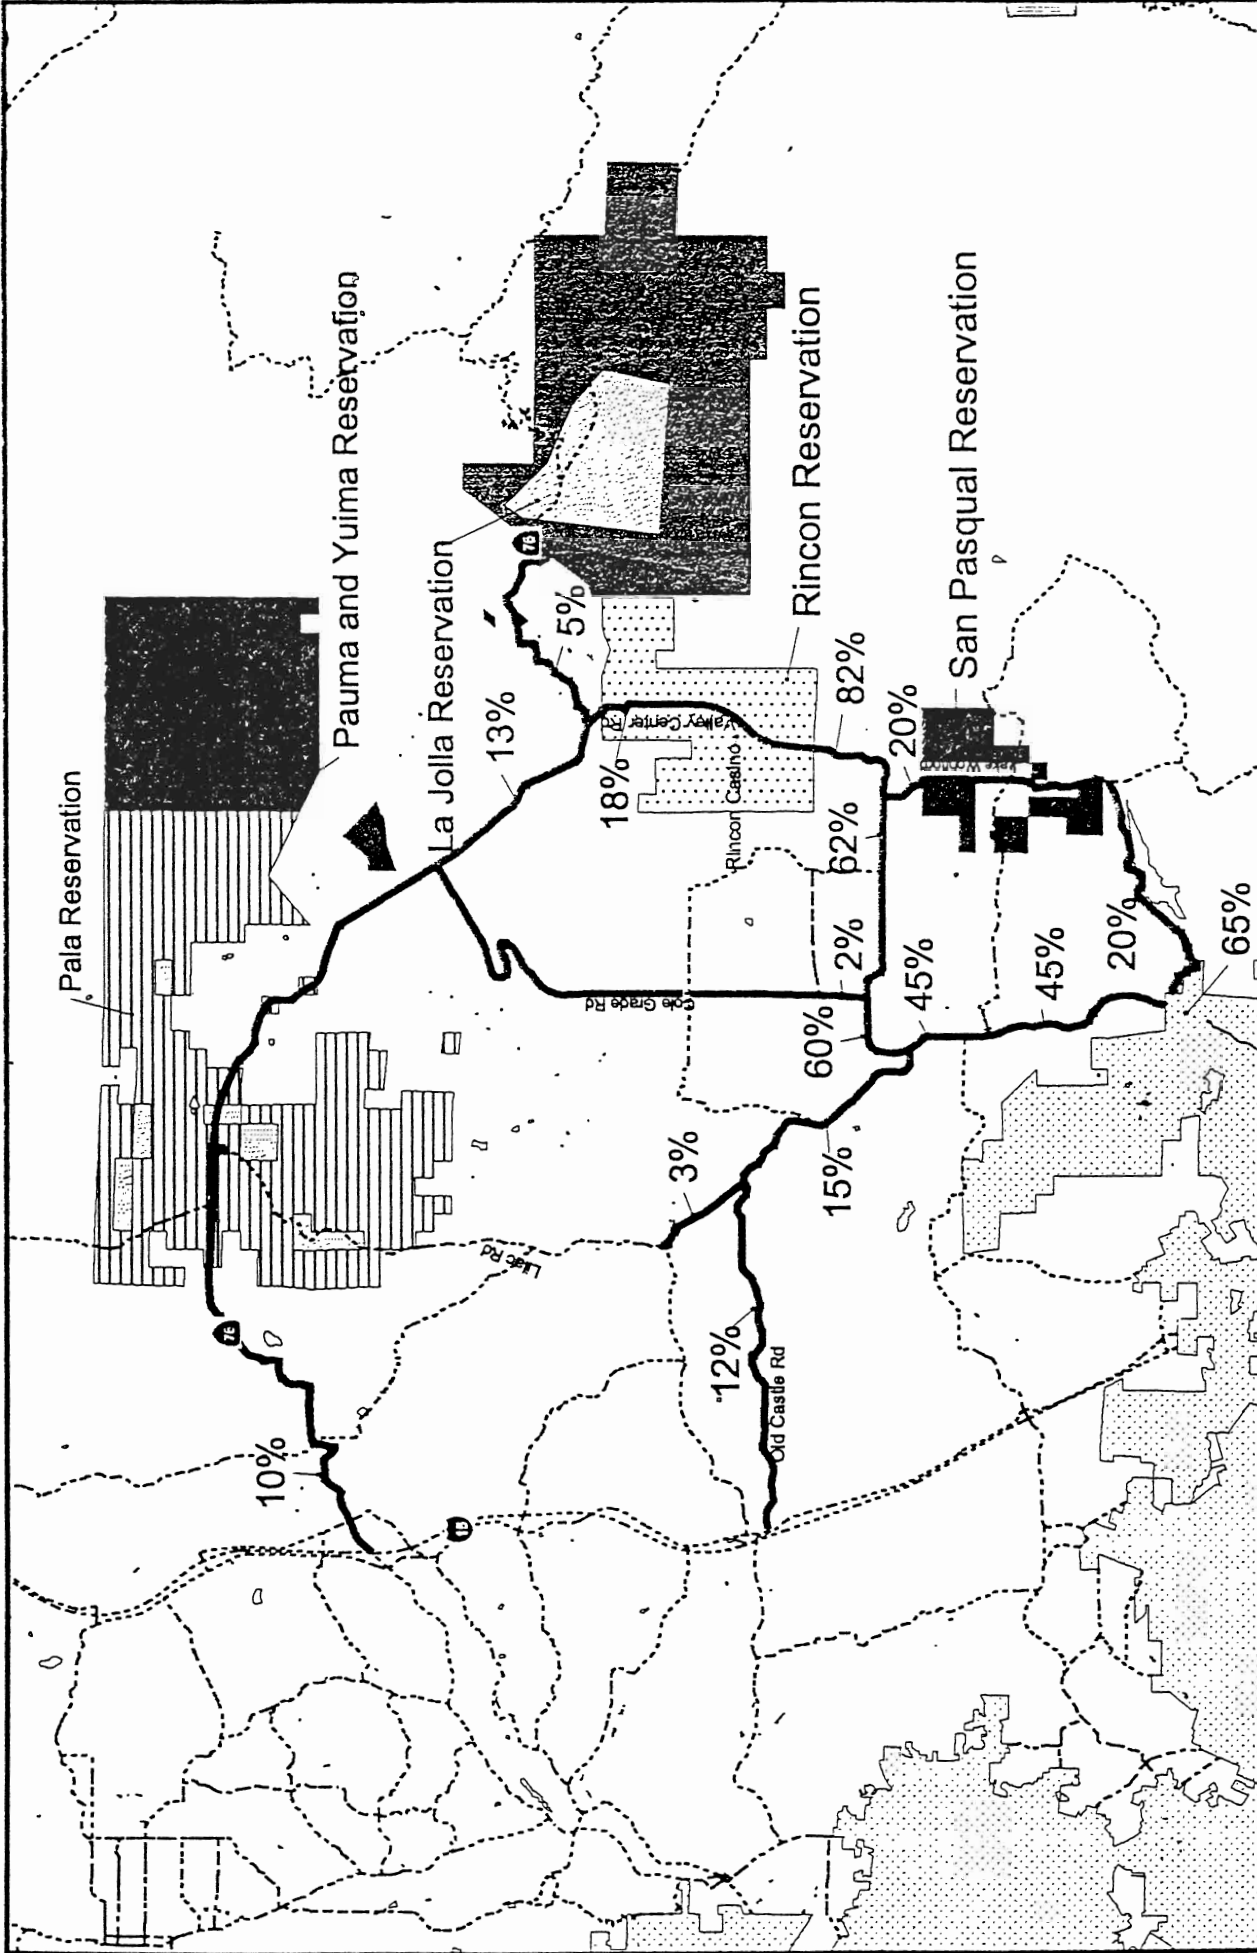 Pala Reservation
76
10%
Pauma and Yuima Reservation
La Jolla Reservation
13%
Lilac Rd
76
5%
18%
Valley Center Rd
Cole Grade Rd
3%
12%
Rincon Casino
Old Castle Rd
Rincon Reservation
60%
15%
62%
2%
82%
20%
45%
San Pasqual Reservation
45%
20%
65%